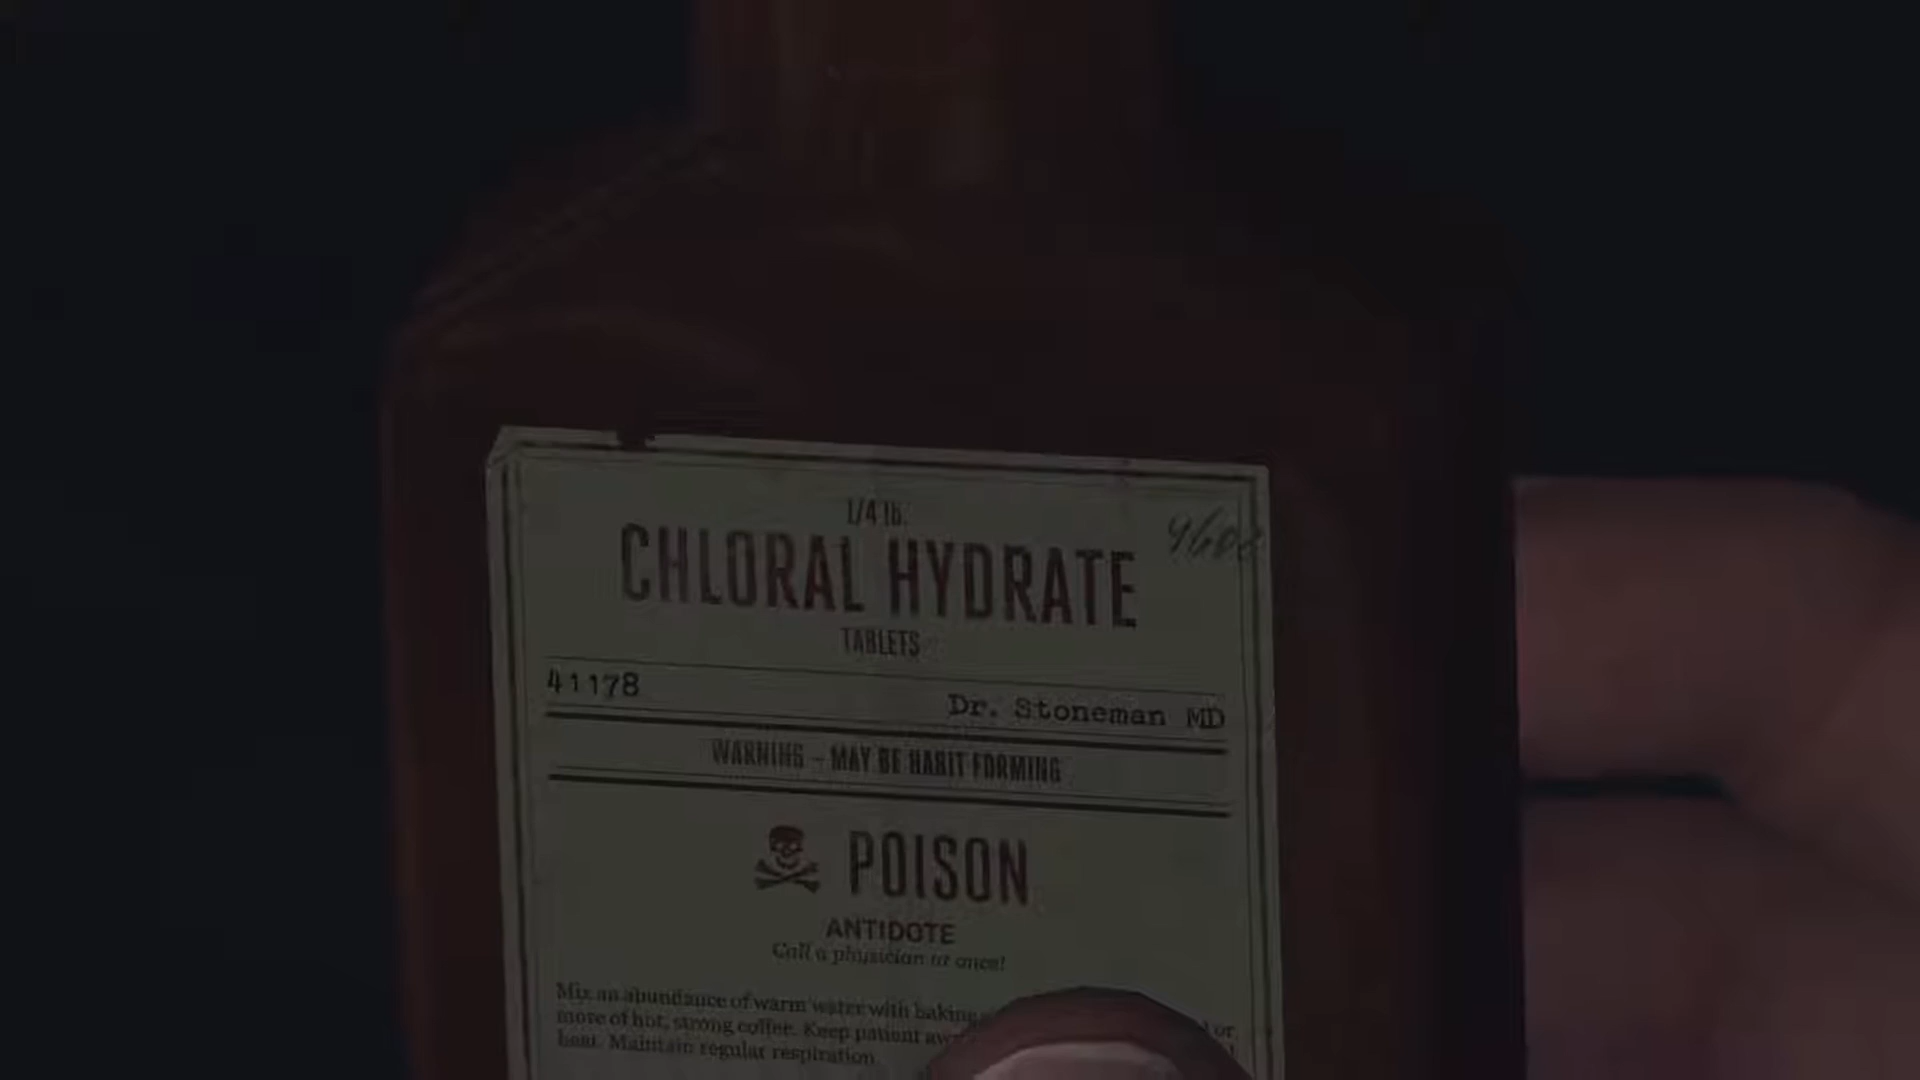 1/4 lb.
CHLORAL HYDRATE
TABLETS
41178
Dr. Stoneman MD
WARNING – MAY BE HABIT FORMING
POISON
ANTIDOTE
Call a physician at once!
Mix an abundance of warm water with baking
or
more of hot, strong coffee. Keep patient
heat. Maintain regular respiration.